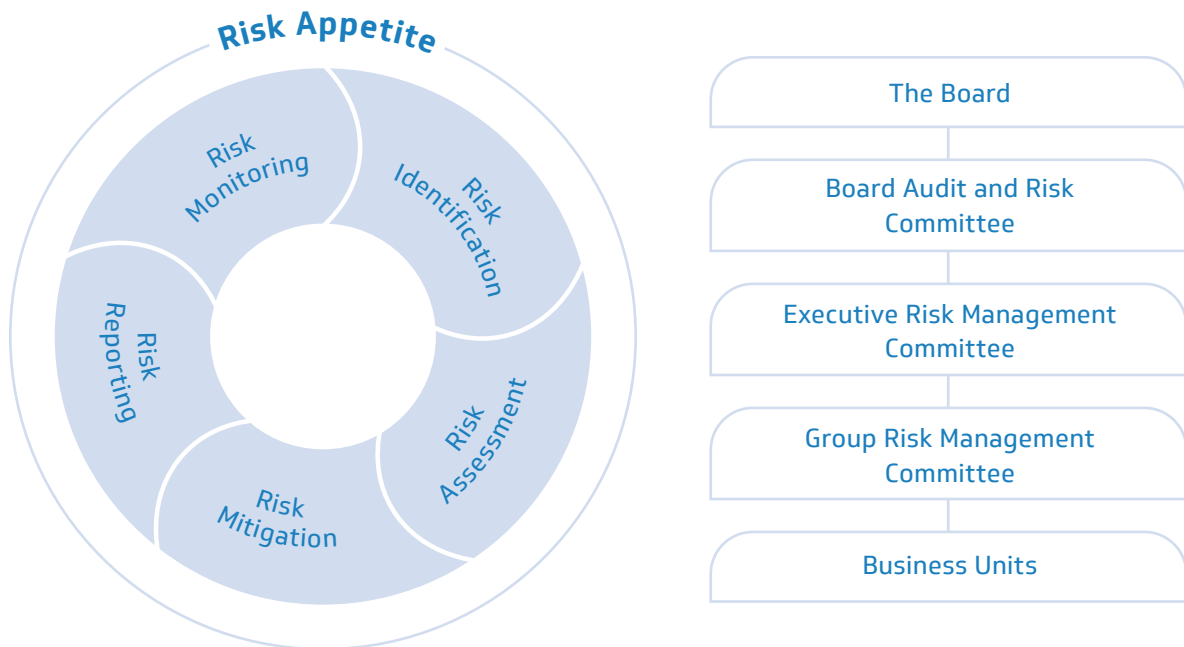 Risk Appetite
Risk
Identification
Risk
Assessment
Risk
Mitigation
Risk
Reporting
Risk
Monitoring
The Board
Board Audit and Risk
Committee
Executive Risk Management
Committee
Group Risk Management
Committee
Business Units